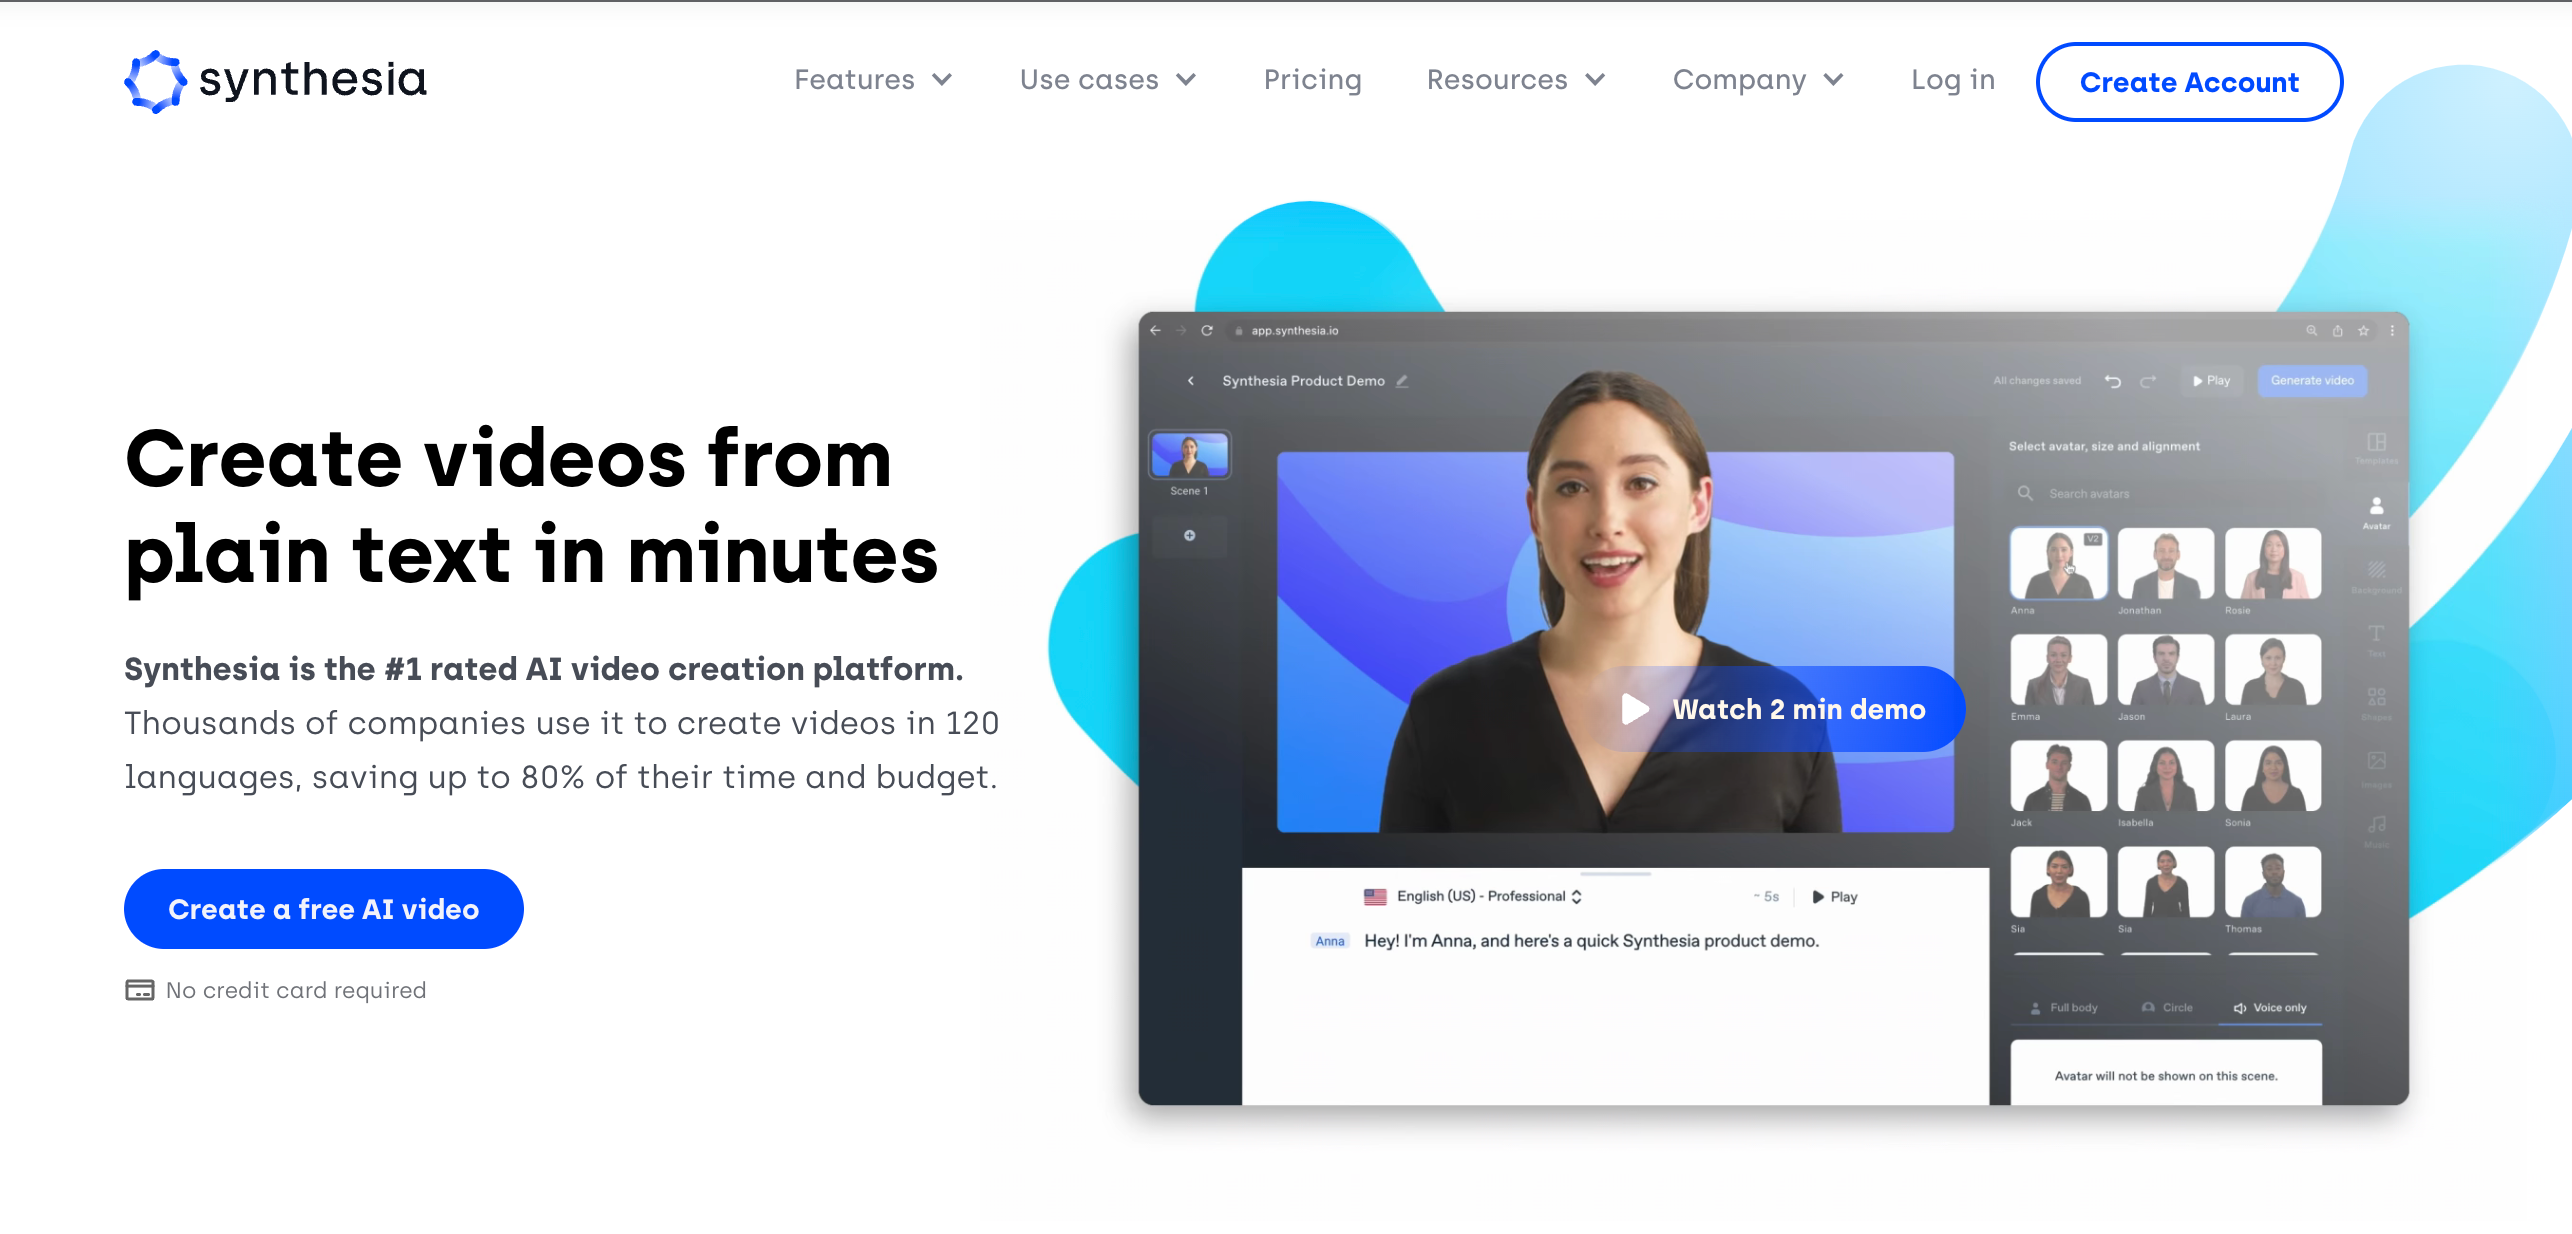 synthesia
Features
Use cases
Pricing
Resources
Company
Log in
Create Account
Create videos from
plain text in minutes
Synthesia is the #1 rated AI video creation platform.
Thousands of companies use it to create videos in 120
languages, saving up to 80% of their time and budget.
Create a free AI video
No credit card required
app.synthesia.io
Synthesia Product Demo
All changes saved
Play
Generate video
Scene 1
Watch 2 min demo
English (US) - Professional
~ 5s
Play
Anna
Hey! I'm Anna, and here's a quick Synthesia product demo.
Select avatar, size and alignment
Search avatars
V2
Anna
Jonathan
Rosie
Emma
Jason
Laura
Jack
Isabella
Sonia
Sia
Sia
Thomas
Full body
Circle
Voice only
Avatar will not be shown on this scene.
Templates
Avatar
Background
Text
Shapes
Images
Music